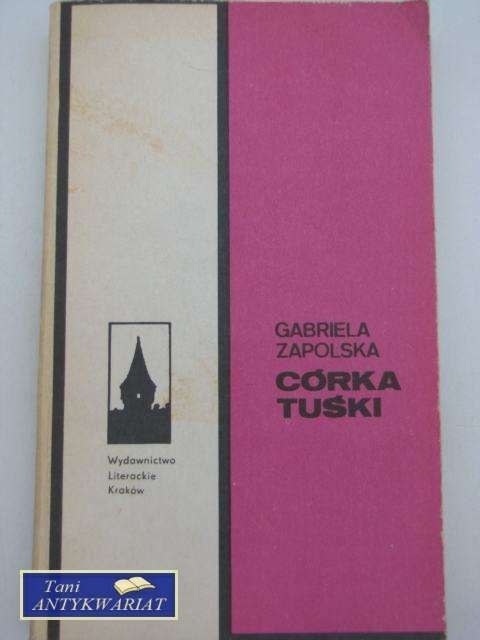 GABRIELA
ZAPOLSKA
CÓRKA
TUŚKI
Wydawnictwo
Literackie
Kraków
Tani
ANTYKWARIAT